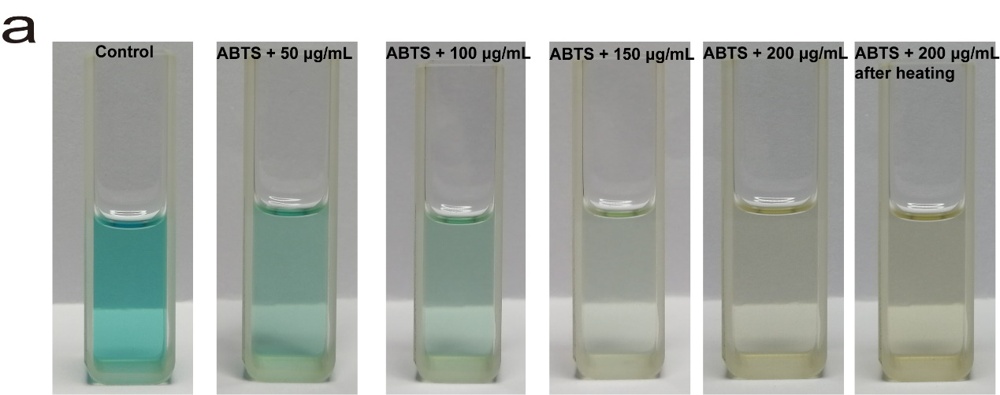 a
Control
ABTS + 50 μg/mL
ABTS + 100 μg/mL
ABTS + 150 μg/mL
ABTS + 200 μg/mL
ABTS + 200 μg/mL
after heating